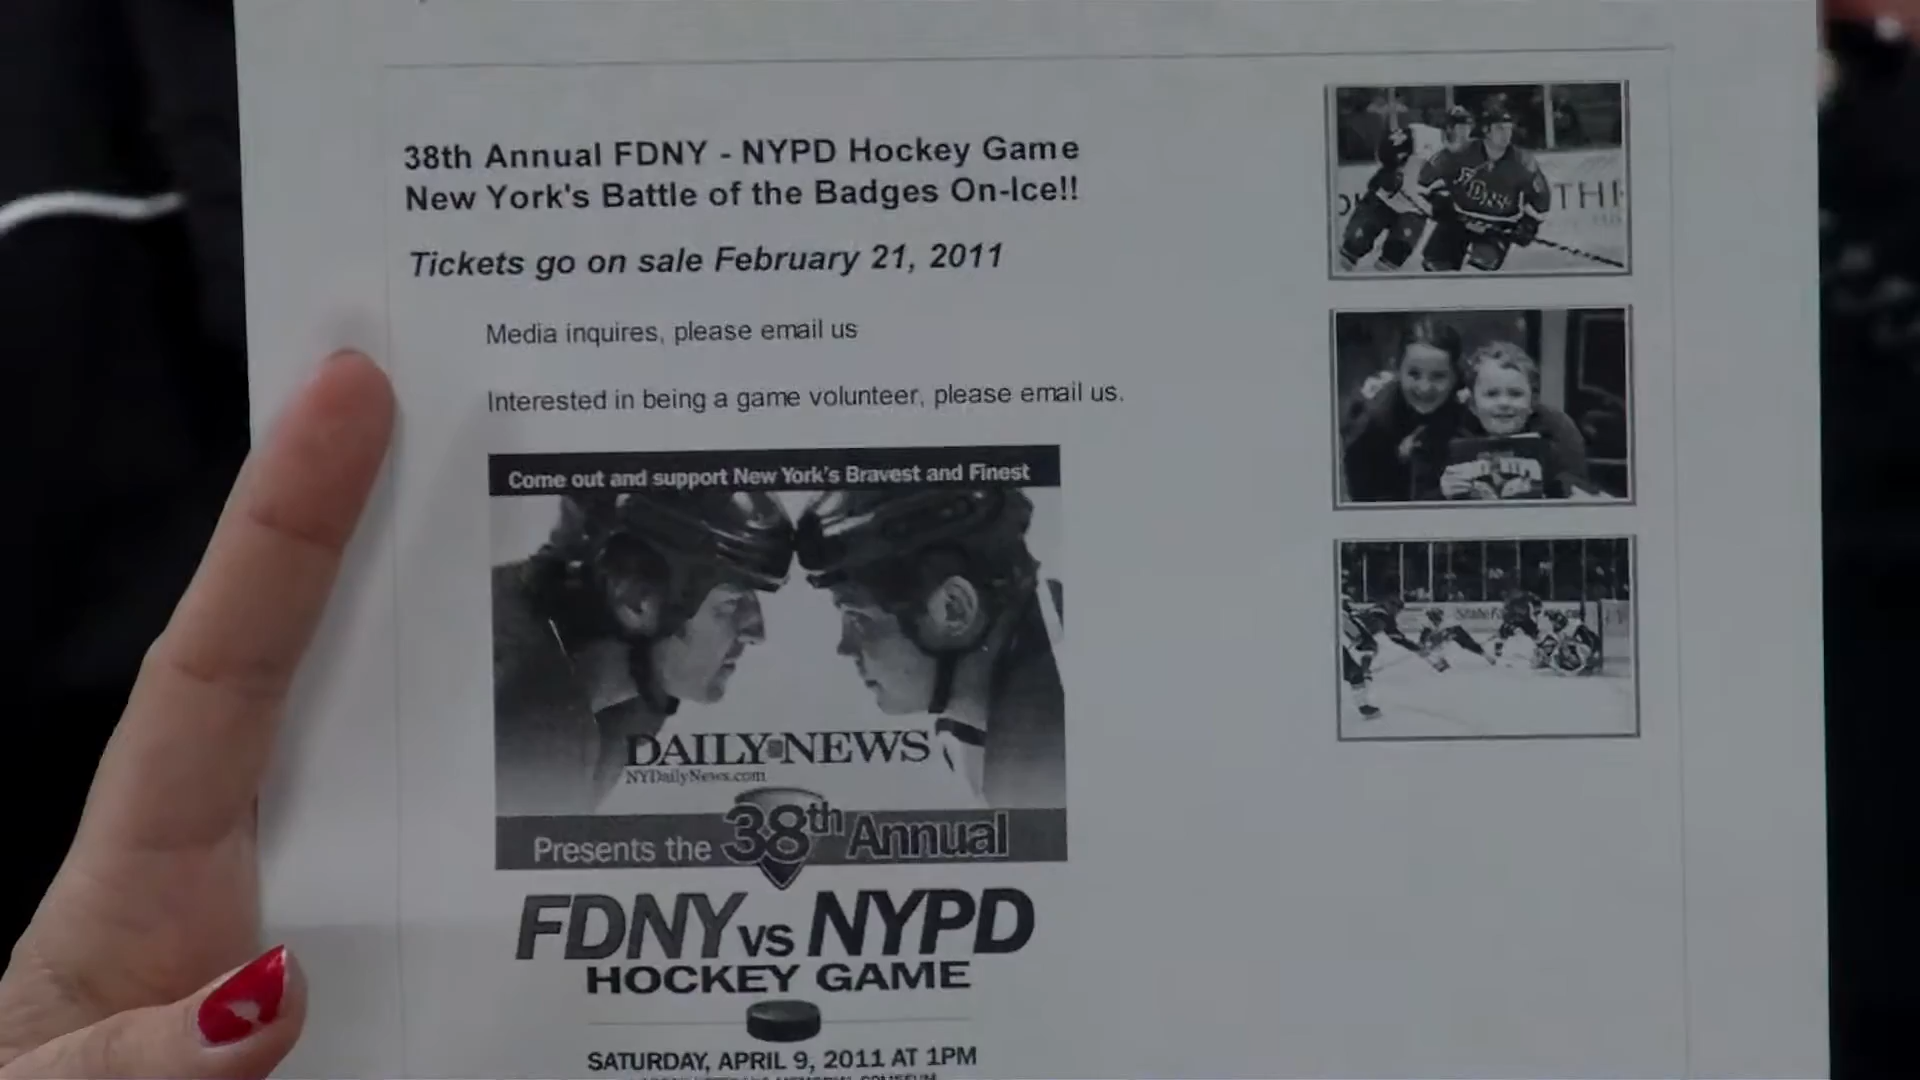 38th Annual FDNY - NYPD Hockey Game
New York's Battle of the Badges On-Ice!!
Tickets go on sale February 21, 2011
Media inquires, please email us
Interested in being a game volunteer, please email us.
Come out and support New York's Bravest and Finest
DAILY NEWS
NYDailyNews.com
Presents the 38th Annual
FDNY vs NYPD
HOCKEY GAME
SATURDAY, APRIL 9, 2011 AT 1PM
FDNY